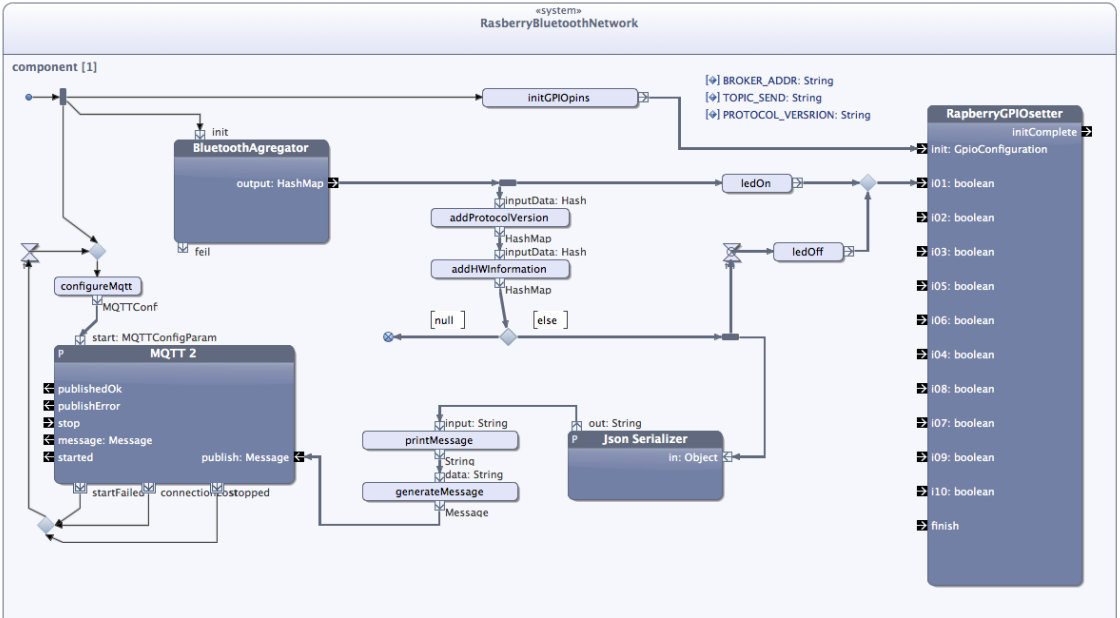 «system»
RasberryBluetoothNetwork
component [1]
BROKER_ADDR: String
TOPIC_SEND: String
PROTOCOL_VERSRION: String
initGPIOpins
RapberryGPIOsetter
initComplete
init: GpioConfiguration
i01: boolean
i02: boolean
i03: boolean
i05: boolean
i06: boolean
i04: boolean
i08: boolean
i07: boolean
i09: boolean
i10: boolean
finish
init
BluetoothAgregator
output: HashMap
feil
ledOn
ledOff
inputData: Hash
addProtocolVersion
HashMap
inputData: Hash
addHWInformation
HashMap
[null ]
[else ]
configureMqtt
MQTTConf
start: MQTTConfigParam
P
MQTT 2
publishedOk
publishError
stop
message: Message
started
publish: Message
startFailed
connectionLost
stopped
input: String
printMessage
String
data: String
generateMessage
Message
out: String
P
Json Serializer
in: Object